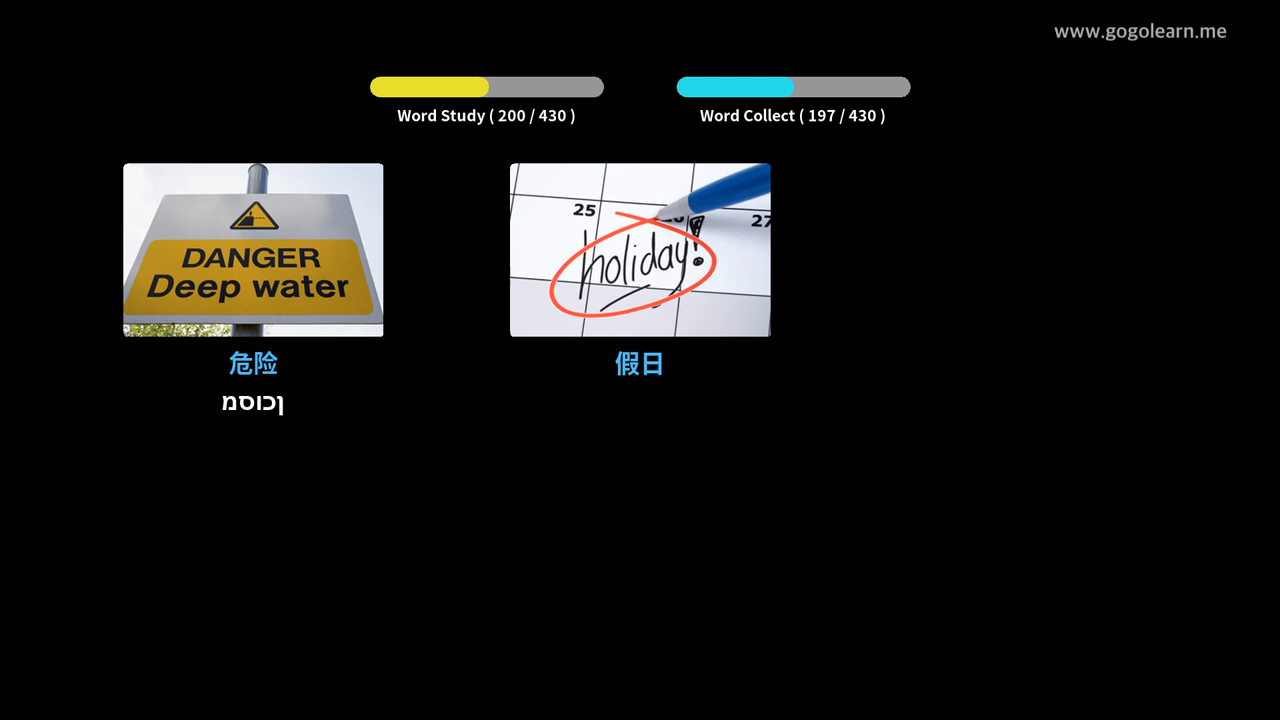 www.gogolearn.me
Word Study ( 200 / 430 )
Word Collect ( 197 / 430 )
DANGER
Deep water
25
27
holiday!
危险
假日
מסוכן